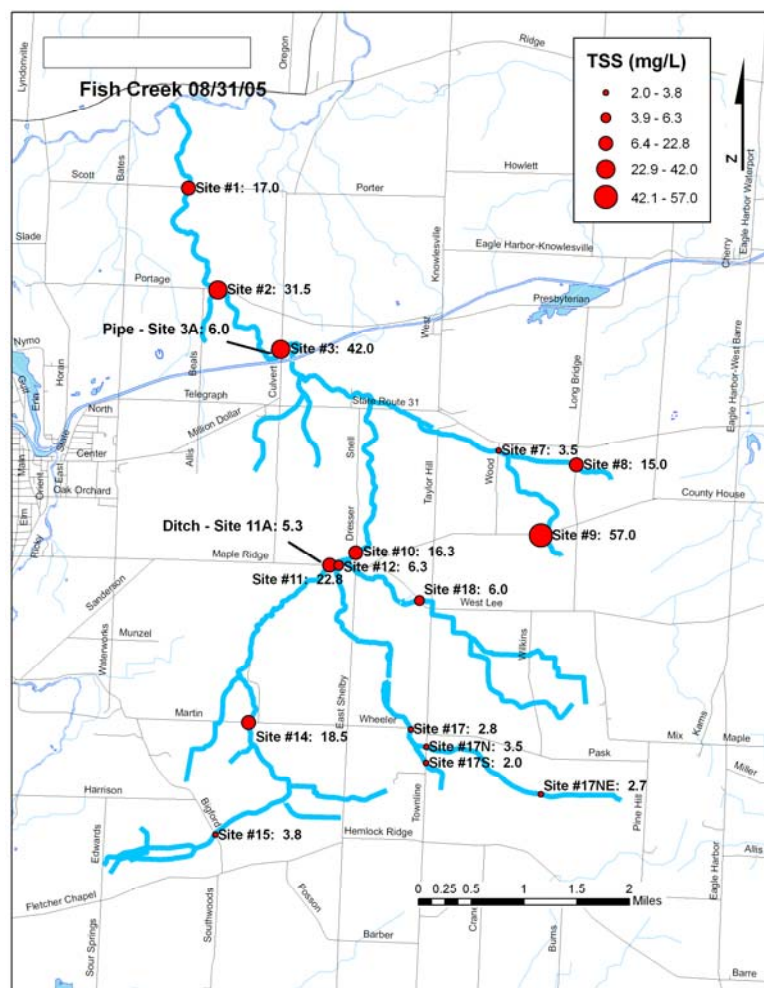 Lyndonville
Oregon
Ridge
Fish Creek 08/31/05
TSS (mg/L)
2.0 - 3.8
3.9 - 6.3
6.4 - 22.8
22.9 - 42.0
42.1 - 57.0
N
Scott
Bates
Site #1: 17.0
Porter
Howlett
Knowlesville
Eagle Harbor Waterport
Cherry
Slade
Eagle Harbor-Knowlesville
Portage
Site #2: 31.5
Presbyterian
West
Pipe - Site 3A: 6.0
Site #3: 42.0
Nymo
Gulf
Erin
Horan
Beals
Culvert
Long Bridge
Eagle Harbor-West Barre
Telegraph
State Route 31
North
Million Dollar
State
Center
Allis
Snell
Taylor Hill
Wood
Site #7: 3.5
Site #8: 15.0
Main
Orient
East
Oak Orchard
County House
Elm
Ricky
Ditch - Site 11A: 5.3
Dresser
Site #9: 57.0
Maple Ridge
Site #10: 16.3
Site #12: 6.3
Site #11: 22.8
Sanderson
Site #18: 6.0
West Lee
Waterworks
Munzel
Wilkins
East Shelby
Kams
Martin
Wheeler
Site #17: 2.8
Mix
Maple
Site #14: 18.5
Site #17N: 3.5
Pask
Site #17S: 2.0
Miller
Harrison
Townline
Site #17NE: 2.7
Pine Hill
Bigford
Edwards
Site #15: 3.8
Hemlock Ridge
Allis
Eagle Harbor
Fletcher Chapel
Posson
0 0.25 0.5 1 1.5 2
Miles
Sour Springs
Southwoods
Crane
Burns
Barber
Barre